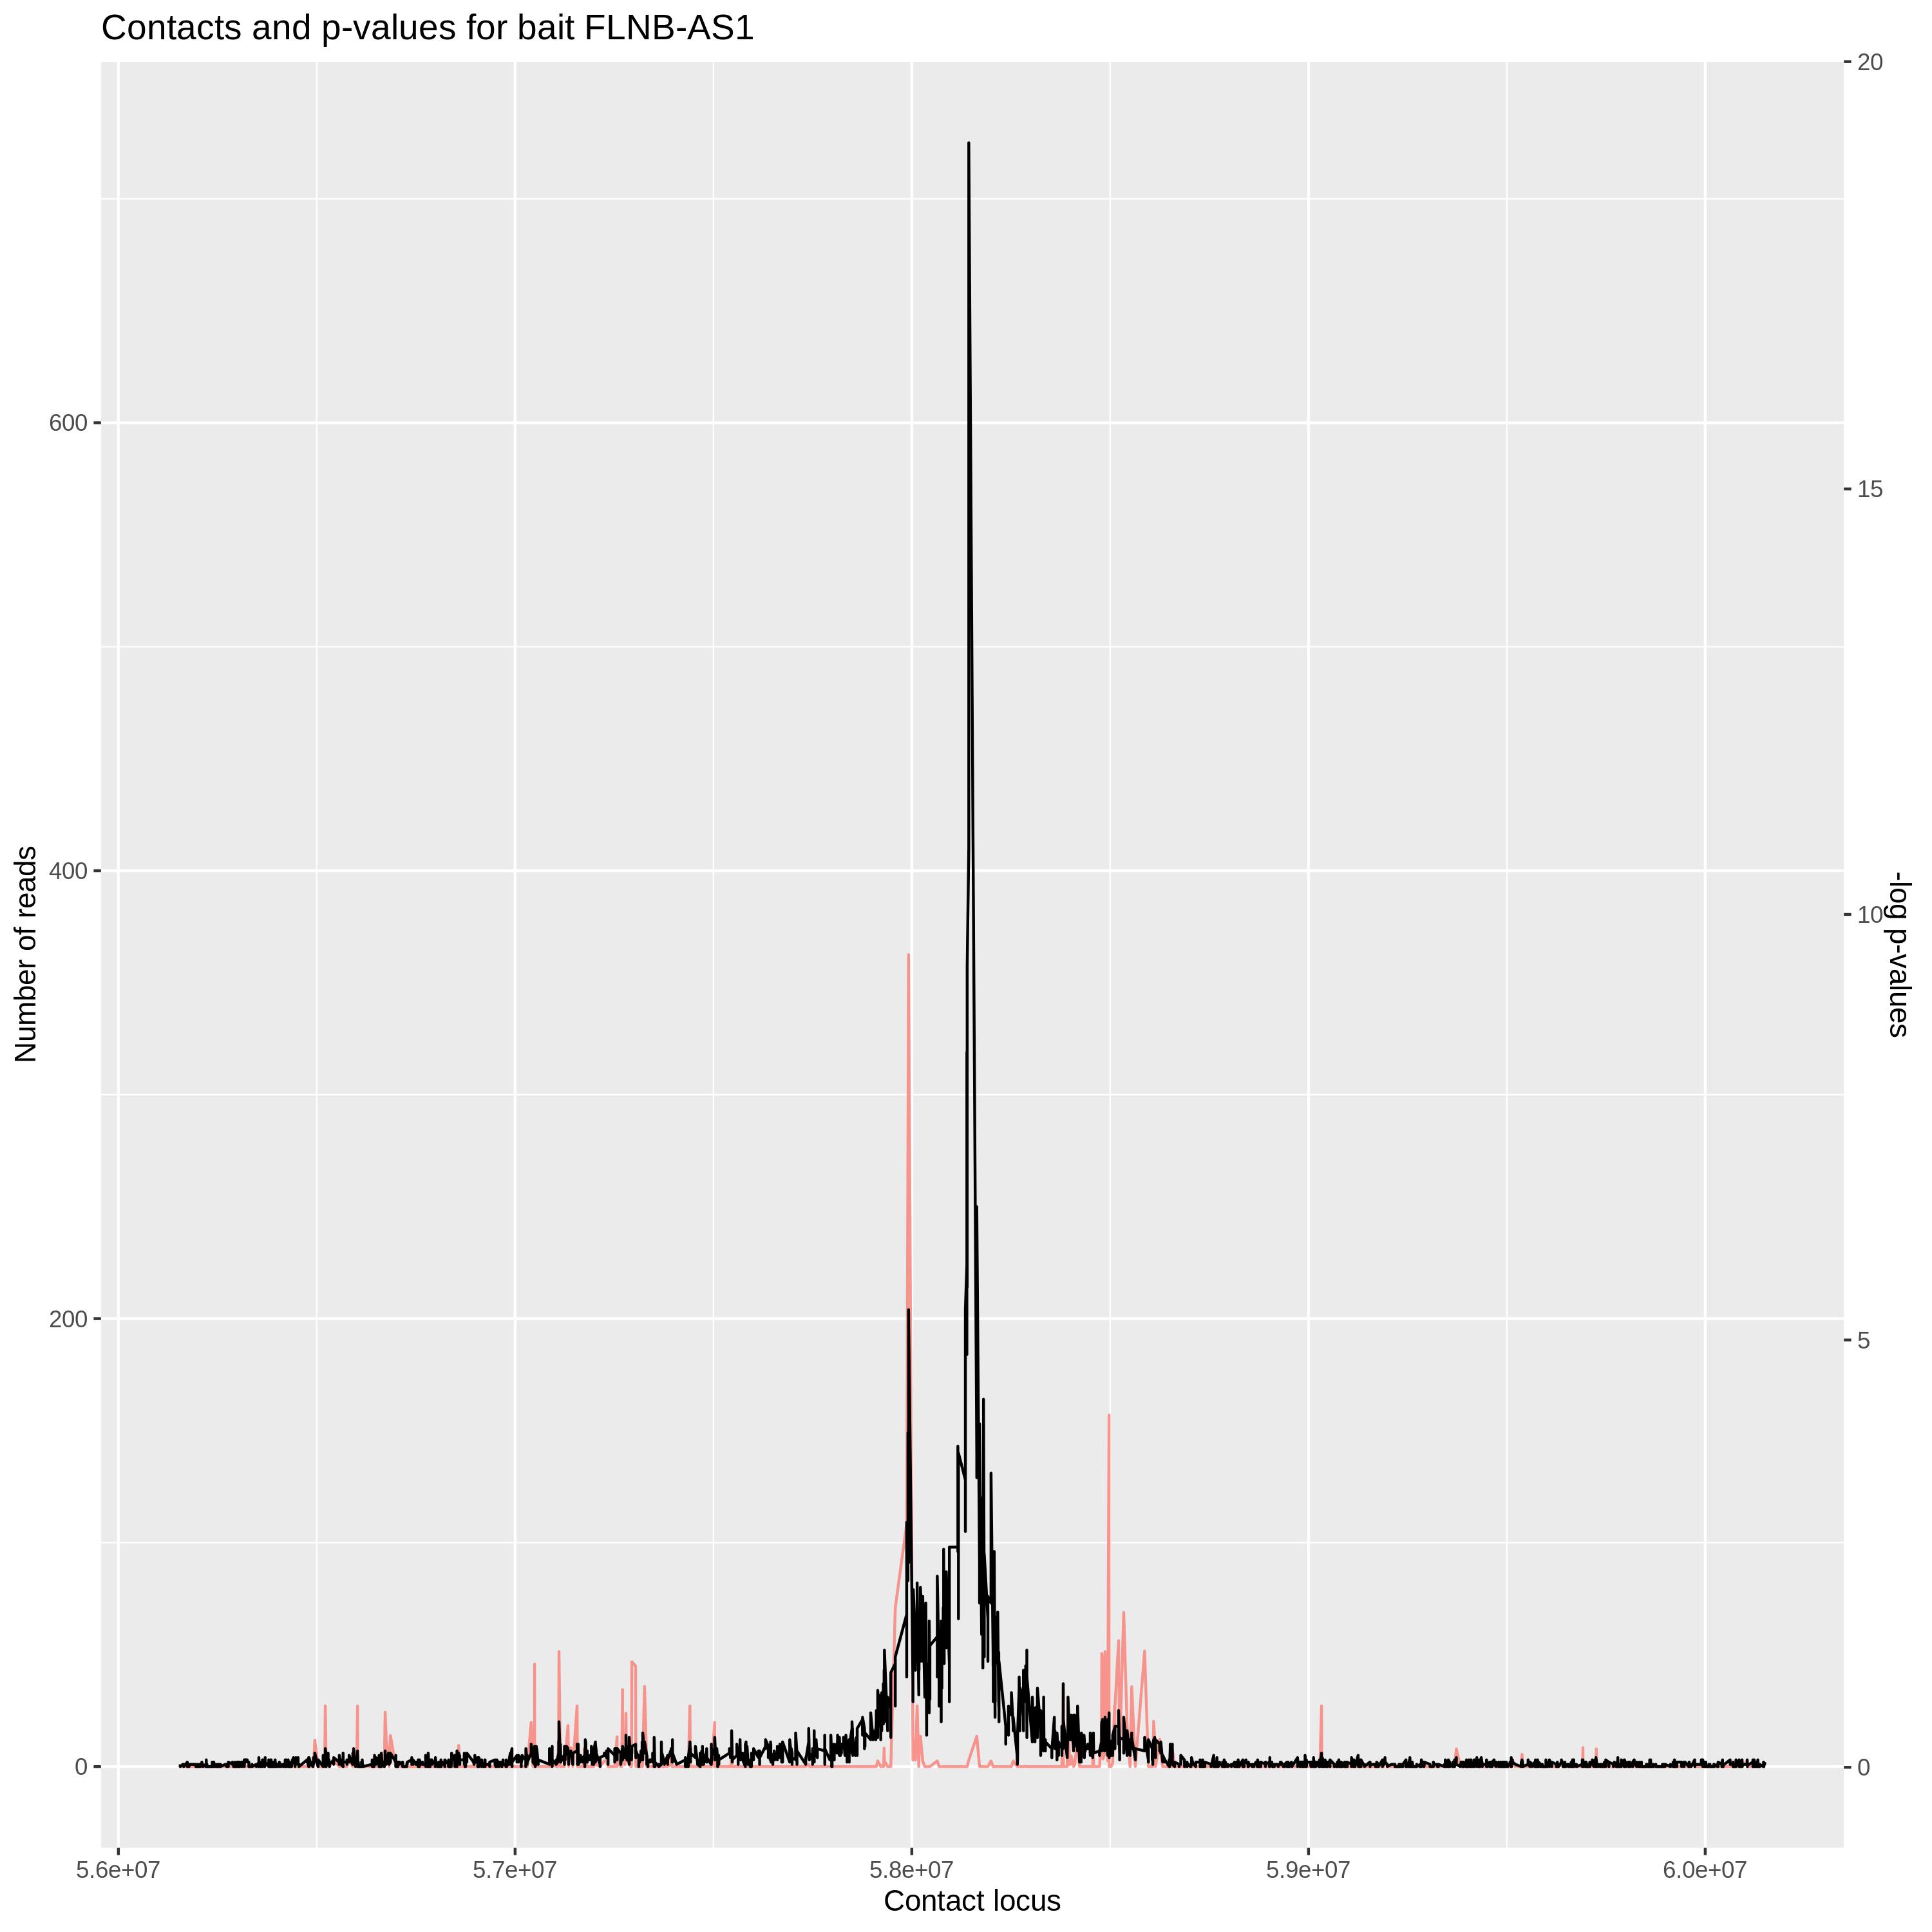 Contacts and p-values for bait FLNB-AS1
20
15
10
5
0
-log p-values
600
400
200
0
Number of reads
5.6e+07
5.7e+07
5.8e+07
5.9e+07
6.0e+07
Contact locus